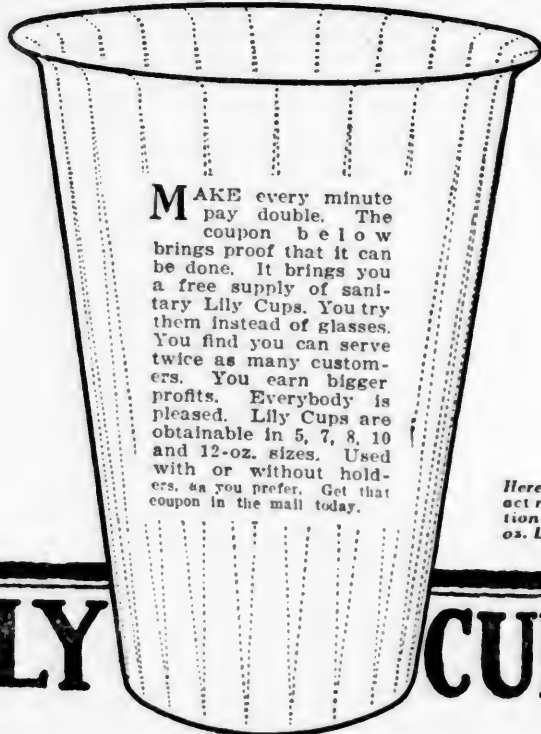 MAKE every minute
pay double. The
coupon below
brings proof that it can
be done. It brings you
a free supply of sani-
tary Lily Cups. You try
them instead of glasses.
You find you can serve
twice as many custom-
ers. You earn bigger
profits. Everybody is
pleased. Lily Cups are
obtainable in 5, 7, 8, 10
and 12-oz. sizes. Used
with or without hold-
ers, as you prefer. Get that
coupon in the mail today.
Here
act r
tion
oz. L
LY CU